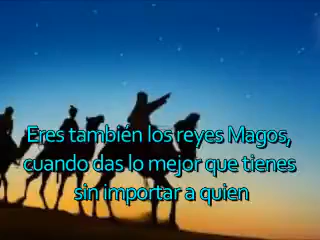 Eres también los reyes Magos,
cuando das lo mejor que tienes
sin importar a quien